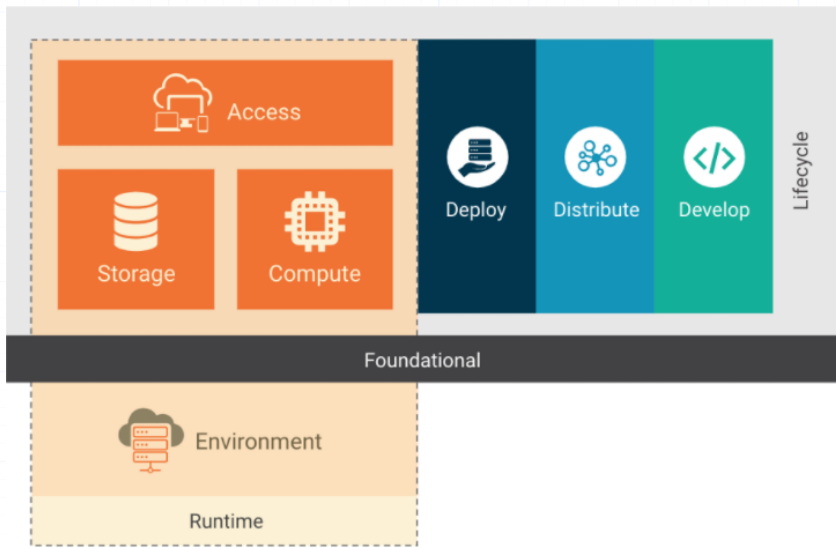 Access
Storage
Compute
Deploy
Distribute
Develop
Lifecycle
Foundational
Environment
Runtime